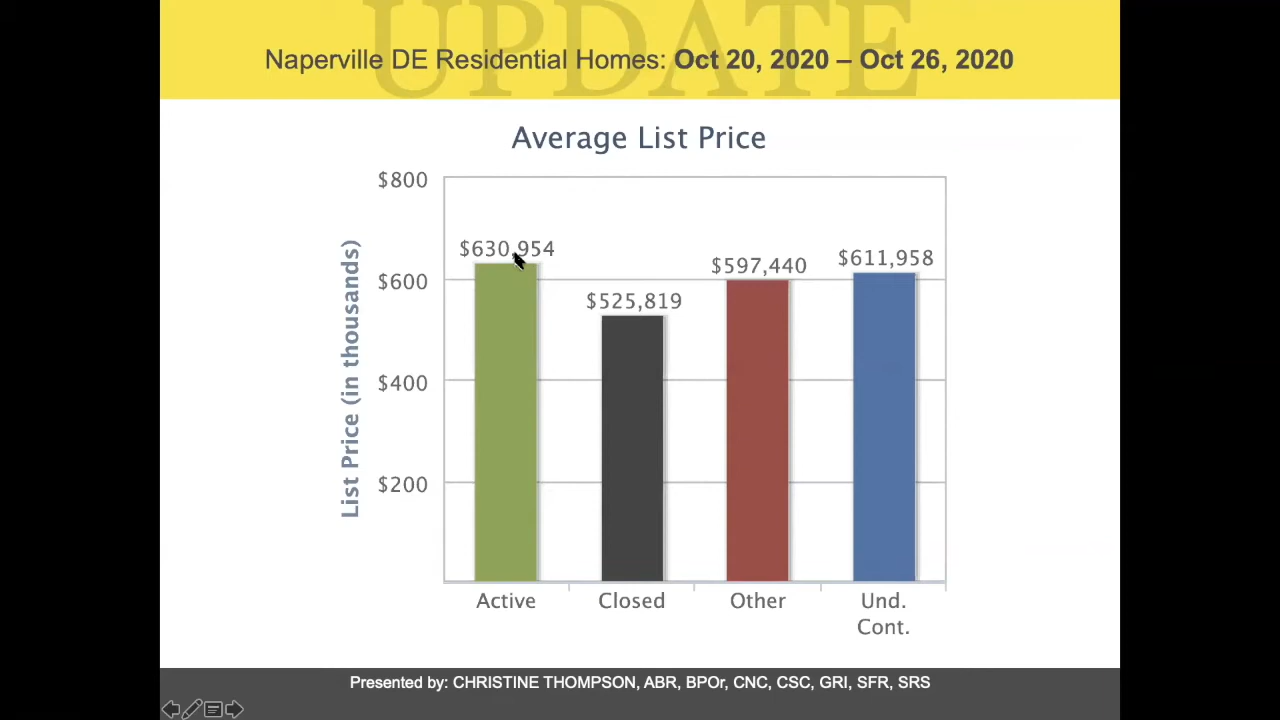 UPDATE
Naperville DE Residential Homes: Oct 20, 2020 – Oct 26, 2020
Average List Price
List Price (in thousands)
$800
$600
$400
$200
$630,954
$525,819
$597,440
$611,958
Active
Closed
Other
Und.
Cont.
Presented by: CHRISTINE THOMPSON, ABR, BPOr, CNC, CSC, GRI, SFR, SRS